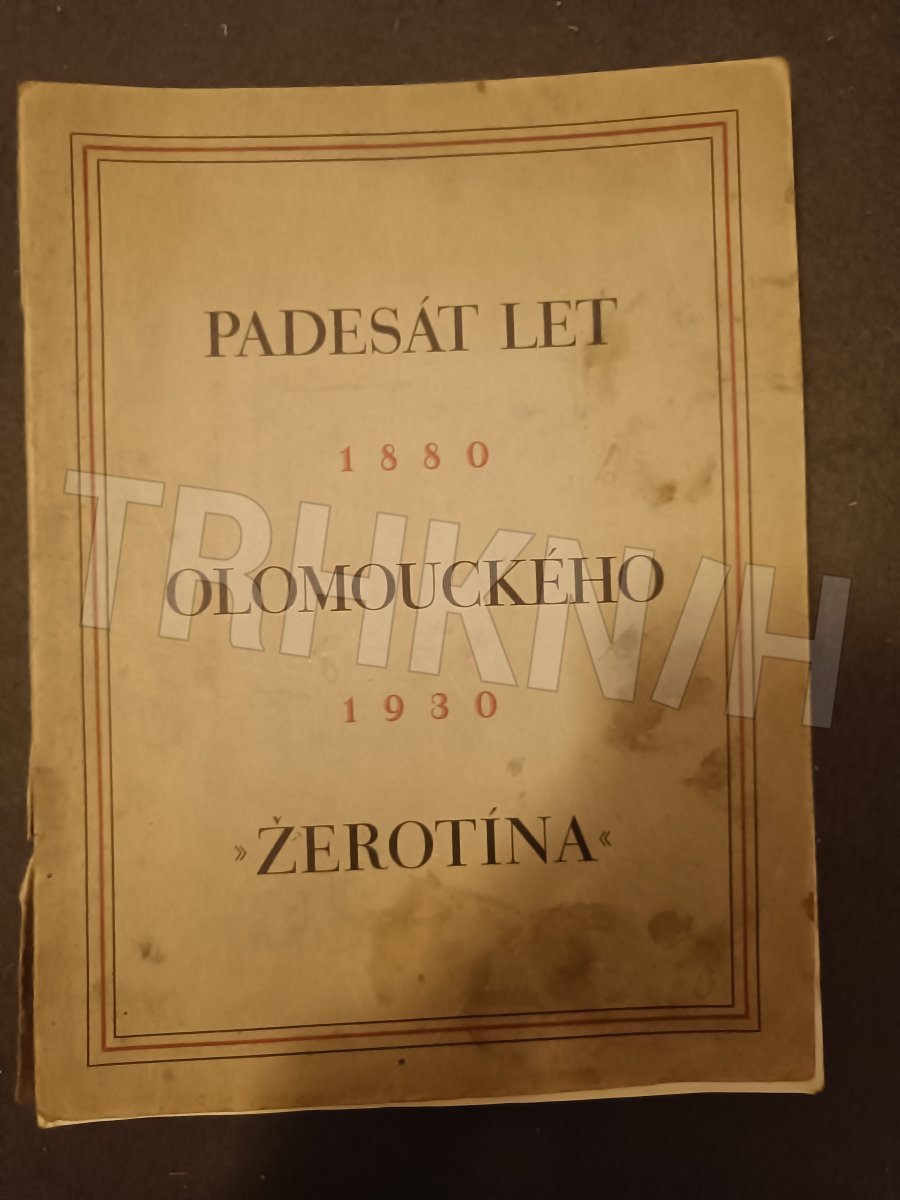 PADESÁT LET
1880
OLOMOUCKÉHO
1930
»ŽEROTÍNA«
TRHKNIH